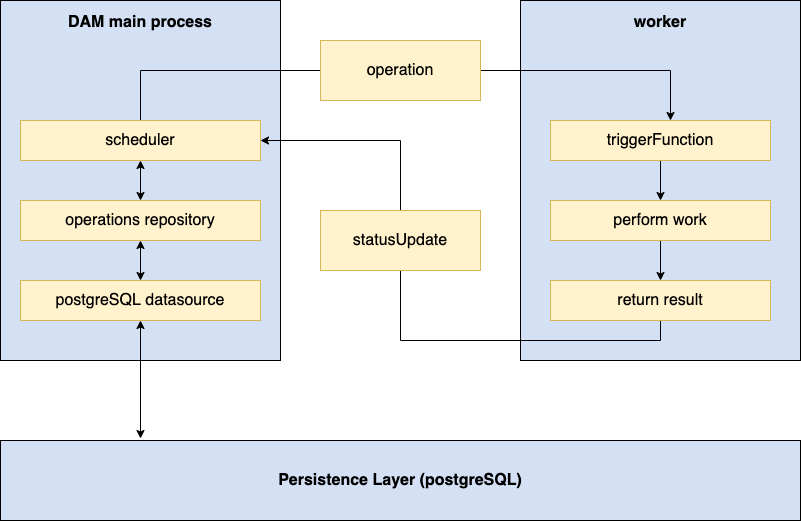 DAM main process
worker
operation
scheduler
triggerFunction
operations repository
perform work
statusUpdate
postgreSQL datasource
return result
Persistence Layer (postgreSQL)